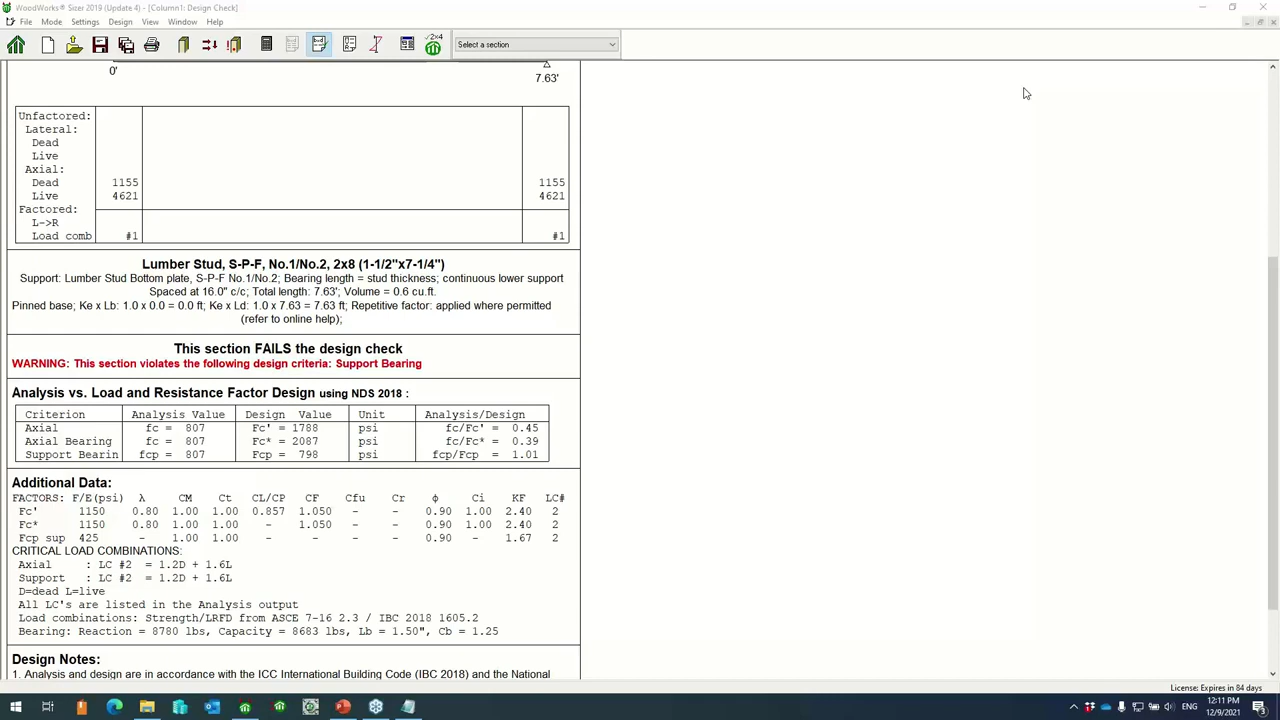 WoodWorks® Sizer 2019 (Update 4) - [Column1: Design Check]
File Mode Settings Design View Window Help
Select a section
0'
7.63'
Unfactored:
Lateral:
Dead
Live
Axial:
Dead 1155 1155
Live 4621 4621
Factored:
L->R
Load comb #1 #1
Lumber Stud, S-P-F, No.1/No.2, 2x8 (1-1/2"x7-1/4")
Support: Lumber Stud Bottom plate, S-P-F No.1/No.2; Bearing length = stud thickness; continuous lower support
Spaced at 16.0" c/c; Total length: 7.63'; Volume = 0.6 cu.ft.
Pinned base; Ke x Lb: 1.0 x 0.0 = 0.0 ft; Ke x Ld: 1.0 x 7.63 = 7.63 ft; Repetitive factor: applied where permitted
(refer to online help);
This section FAILS the design check
WARNING: This section violates the following design criteria: Support Bearing
Analysis vs. Load and Resistance Factor Design using NDS 2018 :
Criterion Analysis Value Design Value Unit Analysis/Design
Axial fc = 807 Fc' = 1788 psi fc/Fc' = 0.45
Axial Bearing fc = 807 Fc* = 2087 psi fc/Fc* = 0.39
Support Bearin fcp = 807 Fcp = 798 psi fcp/Fcp = 1.01
Additional Data:
FACTORS: F/E(psi) λ CM Ct CL/CP CF Cfu Cr ϕ Ci KF LC#
Fc' 1150 0.80 1.00 1.00 0.857 1.050 - - 0.90 1.00 2.40 2
Fc* 1150 0.80 1.00 1.00 - 1.050 - - 0.90 1.00 2.40 2
Fcp sup 425 - 1.00 1.00 - - - - 0.90 - 1.67 2
CRITICAL LOAD COMBINATIONS:
Axial : LC #2 = 1.2D + 1.6L
Support : LC #2 = 1.2D + 1.6L
D=dead L=live
All LC's are listed in the Analysis output
Load combinations: Strength/LRFD from ASCE 7-16 2.3 / IBC 2018 1605.2
Bearing: Reaction = 8780 lbs, Capacity = 8683 lbs, Lb = 1.50", Cb = 1.25
Design Notes:
1. Analysis and design are in accordance with the ICC International Building Code (IBC 2018) and the National
License: Expires in 84 days
ENG
12:11 PM
12/9/2021